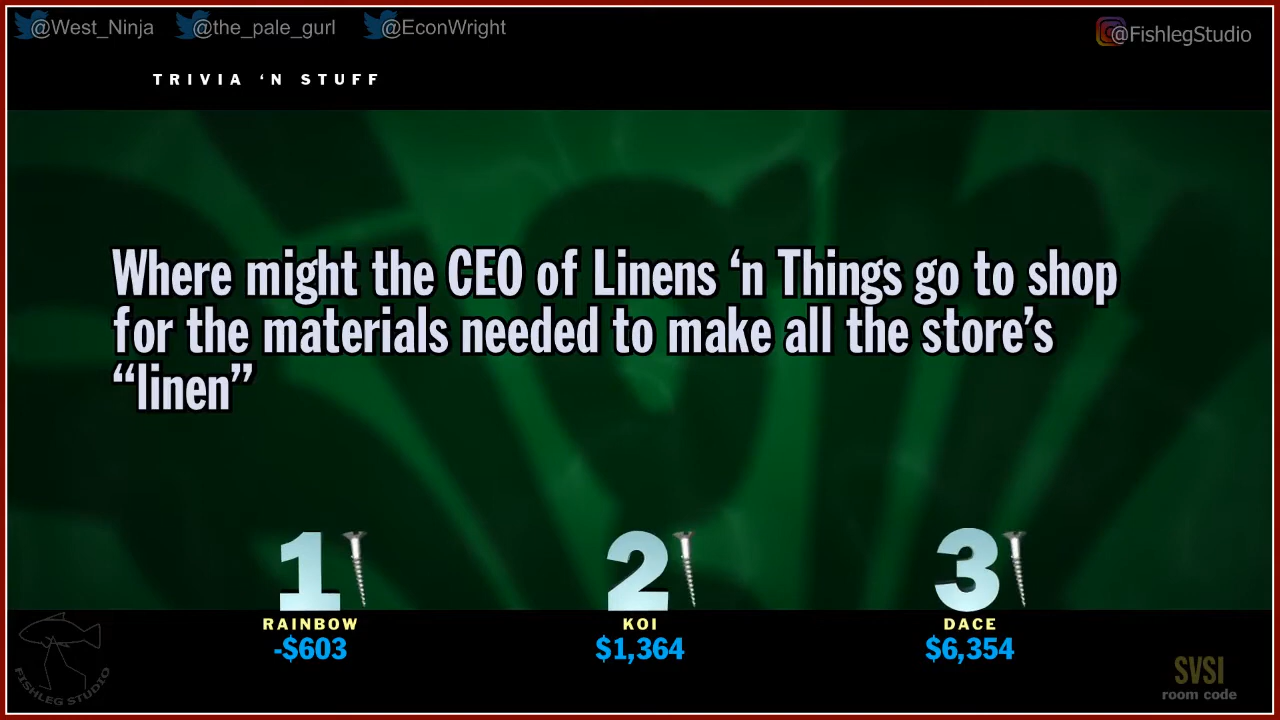 @West_Ninja @the_pale_gurl @EconWright
@FishlegStudio
TRIVIA ‘N STUFF
Where might the CEO of Linens ‘n Things go to shop
for the materials needed to make all the store’s
“linen”
1 2 3
RAINBOW KOI DACE
-$603 $1,364 $6,354
FISHLEG STUDIO
SVSI
room code